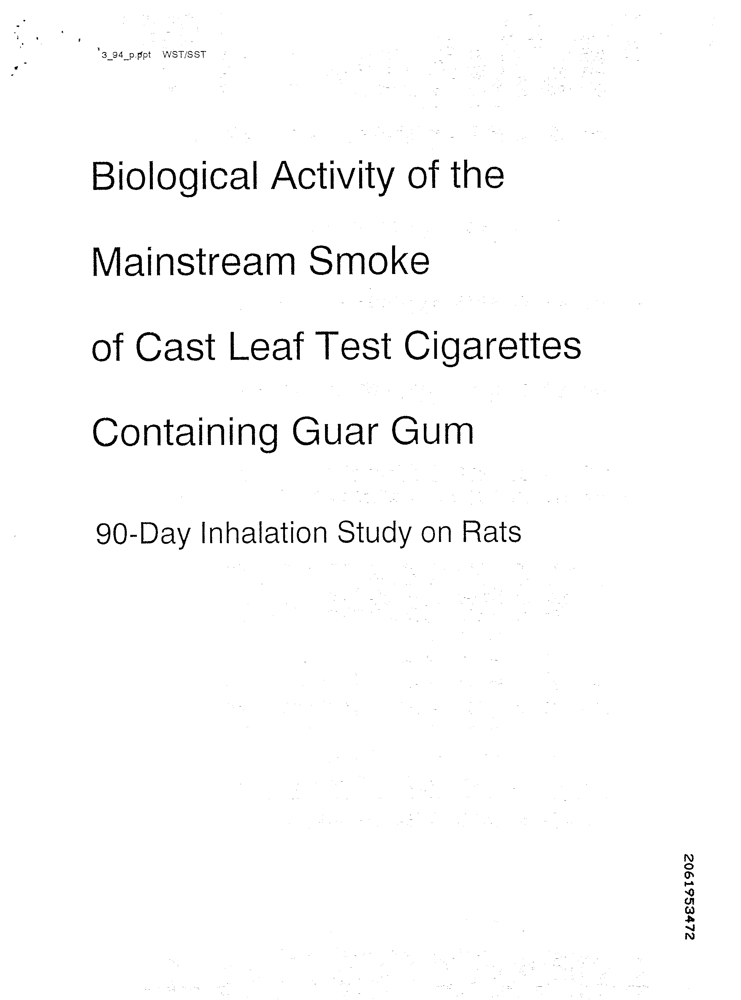 3_94_p.ppt WST/SST
Biological Activity of the
Mainstream Smoke
of Cast Leaf Test Cigarettes
Containing Guar Gum
90-Day Inhalation Study on Rats
2061953472